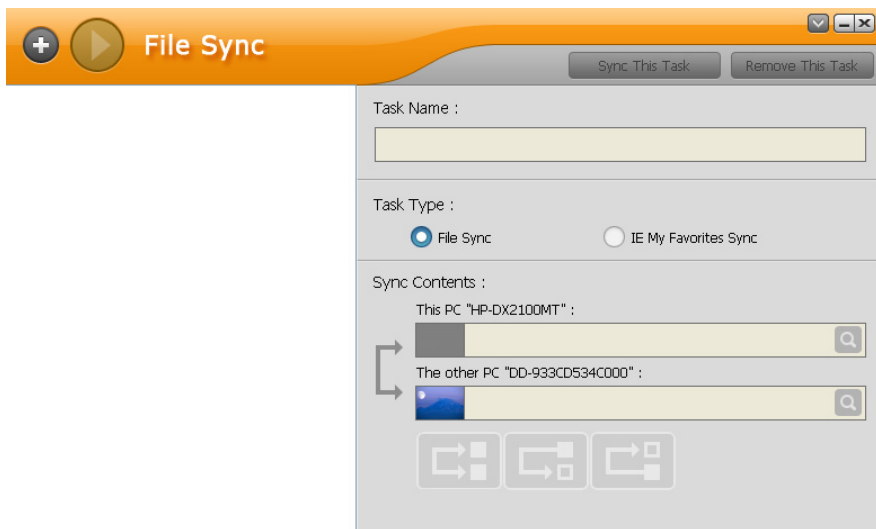 File Sync
Sync This Task
Remove This Task
Task Name :
Task Type :
File Sync
IE My Favorites Sync
Sync Contents :
This PC "HP-DX2100MT" :
The other PC "DD-933CD534C000" :